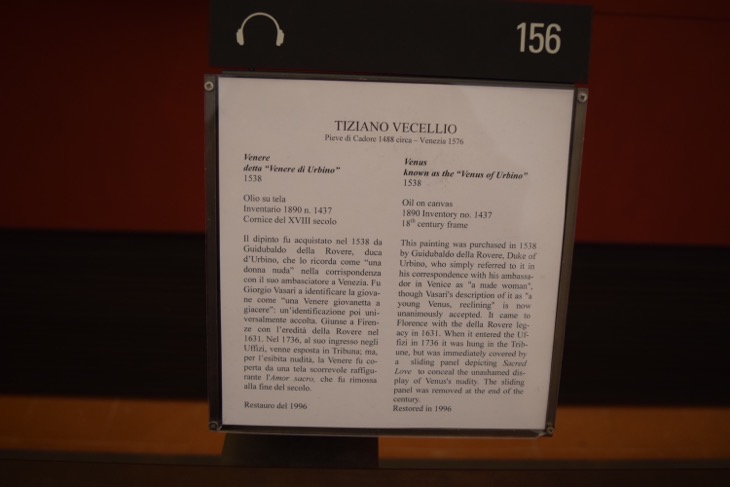 156
TIZIANO VECELLIO
Pieve di Cadore 1488 circa – Venezia 1576
Venere
detta "Venere di Urbino"
1538
Olio su tela
Inventario 1890 n. 1437
Cornice del XVIII secolo
Il dipinto fu acquistato nel 1538 da
Guidubaldo della Rovere, duca
d'Urbino, che lo ricorda come "una
donna nuda" nella corrispondenza
con il suo ambasciatore a Venezia. Fu
Giorgio Vasari a identificare la giova-
ne come "una Venere giovanetta a
giacere": un'identificazione poi uni-
versalmente accolta. Giunse a Firen-
ze con l'eredità della Rovere nel
1631. Nel 1736, al suo ingresso negli
Uffizi, venne esposta in Tribuna; ma,
per l'esibita nudità, la Venere fu co-
perta da una tela scorrevole raffigu-
rante l'Amor sacro, che fu rimossa
alla fine del secolo.
Restauro del 1996
Venus
known as the "Venus of Urbino"
1538
Oil on canvas
1890 Inventory no. 1437
18th century frame
This painting was purchased in 1538
by Guidubaldo della Rovere, Duke of
Urbino, who simply referred to it in
his correspondence with his ambassa-
dor in Venice as "a nude woman",
though Vasari's description of it as "a
young Venus, reclining" is now
unanimously accepted. It came to
Florence with the della Rovere leg-
acy in 1631. When it entered the Uf-
fizi in 1736 it was hung in the Trib-
une, but was immediately covered by
a sliding panel depicting Sacred
Love to conceal the unashamed dis-
play of Venus's nudity. The sliding
panel was removed at the end of the
century.
Restored in 1996